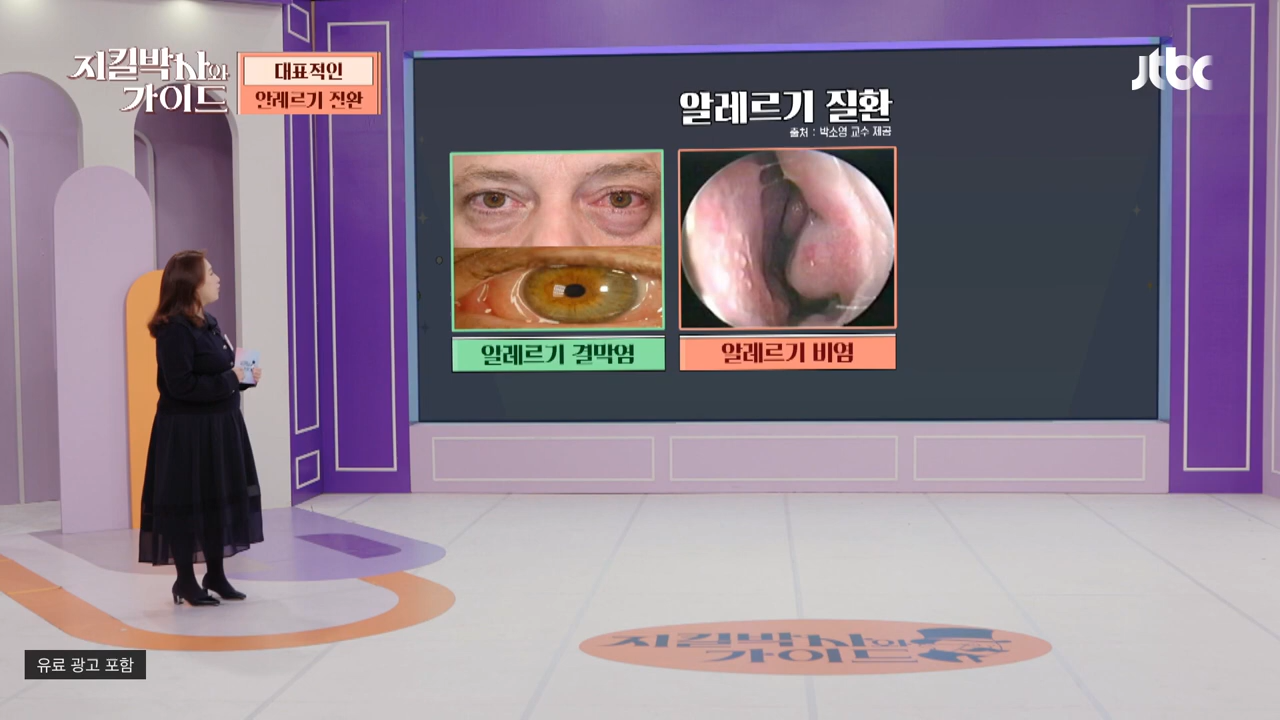 지킬박사와
가이드
대표적인
알레르기 질환
jtbc
알레르기 질환
출처 : 박소영 교수 제공
알레르기 결막염
알레르기 비염
지킬박사와
가이드
유료 광고 포함